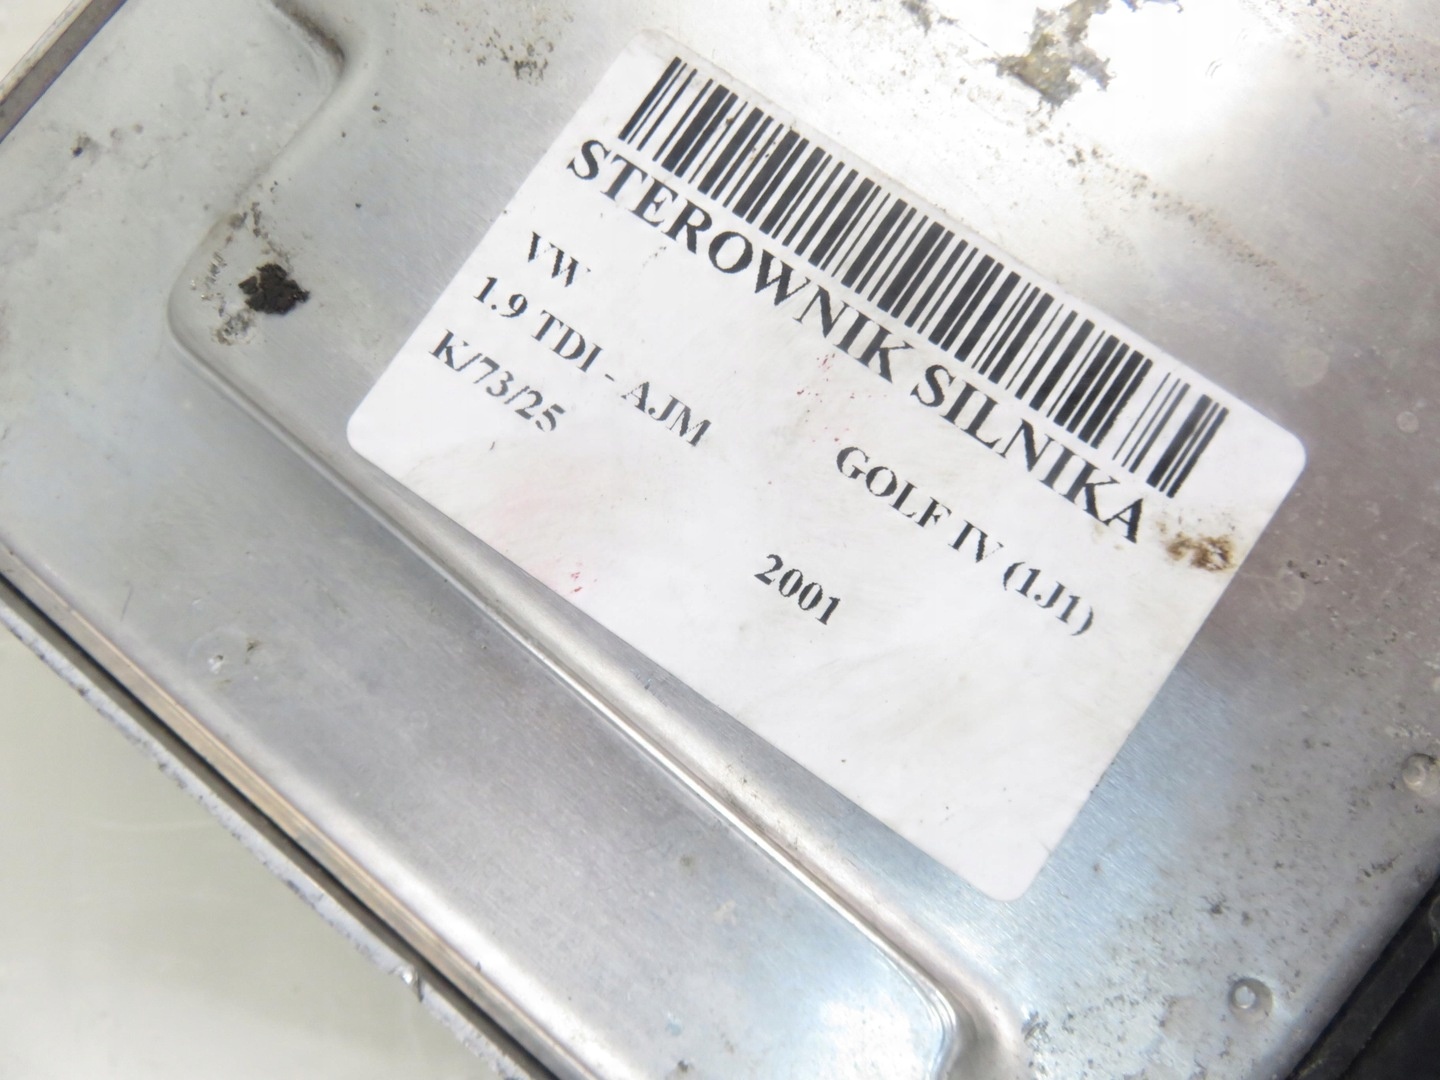 STEROWNIK SILNIKA
VW GOLF IV (1J1)
1.9 TDI - AJM 2001
K/73/25